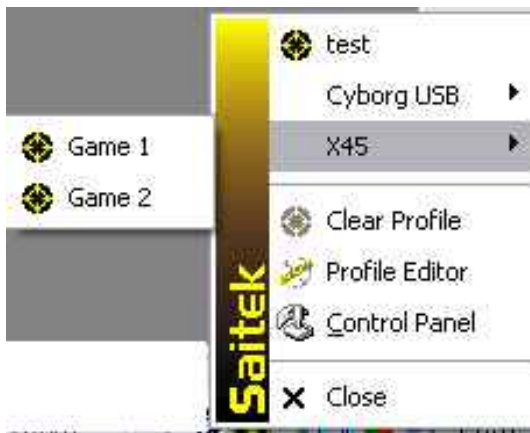 test
Cyborg USB
X45
Game 1
Game 2
Clear Profile
Profile Editor
Control Panel
Close
Saitek